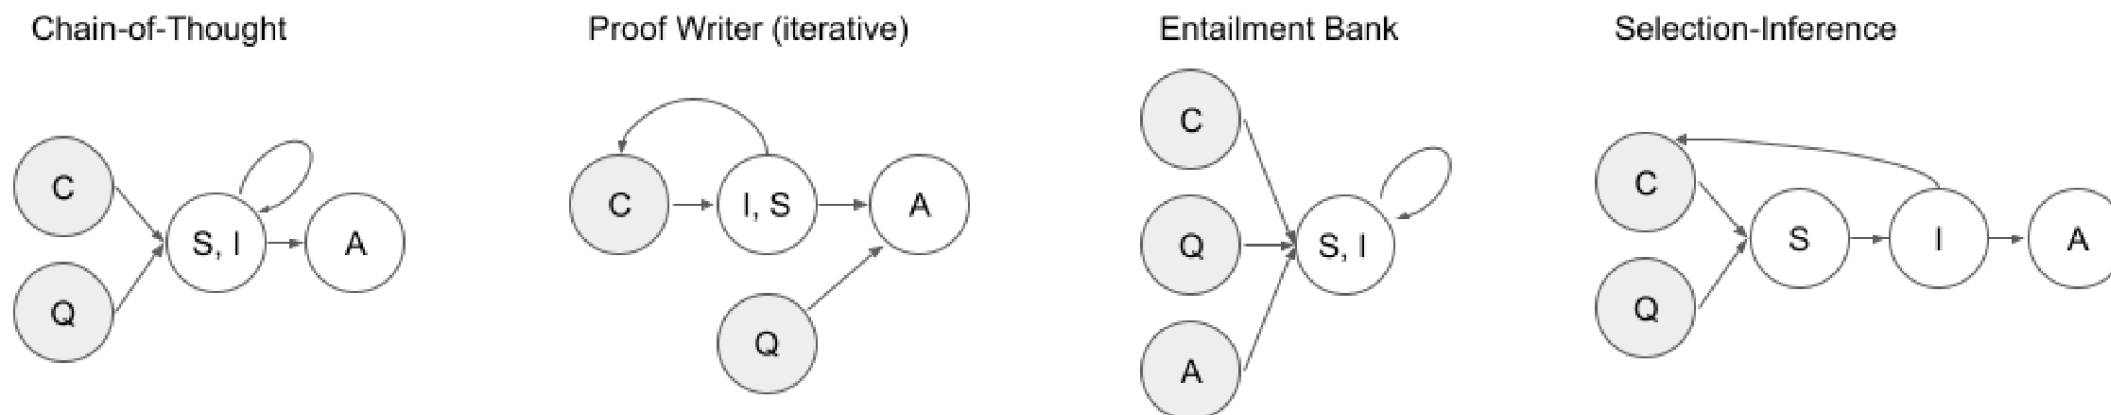 Chain-of-Thought
C
Q
S, I
A
Proof Writer (iterative)
C
I, S
A
Q
Entailment Bank
C
Q
A
S, I
Selection-Inference
C
Q
S
I
A